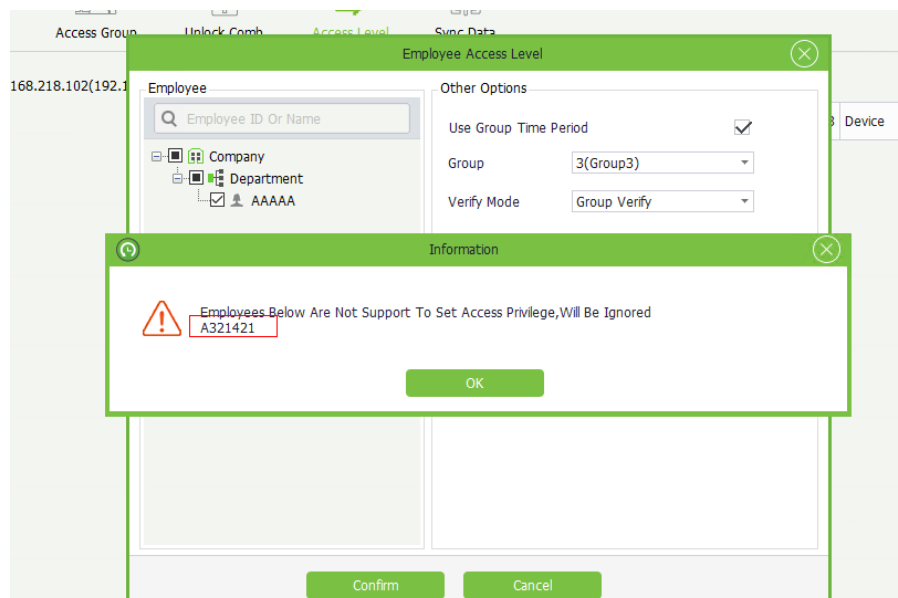 Access Group Unlock Comb Access Level Sync Data
Employee Access Level
168.218.102(192.1
Employee
Other Options
Employee ID Or Name
Use Group Time Period
Device
Company
Group 3(Group3)
Department
AAAAA
Verify Mode Group Verify
Information
Employees Below Are Not Support To Set Access Privilege,Will Be Ignored
A321421
OK
Confirm Cancel